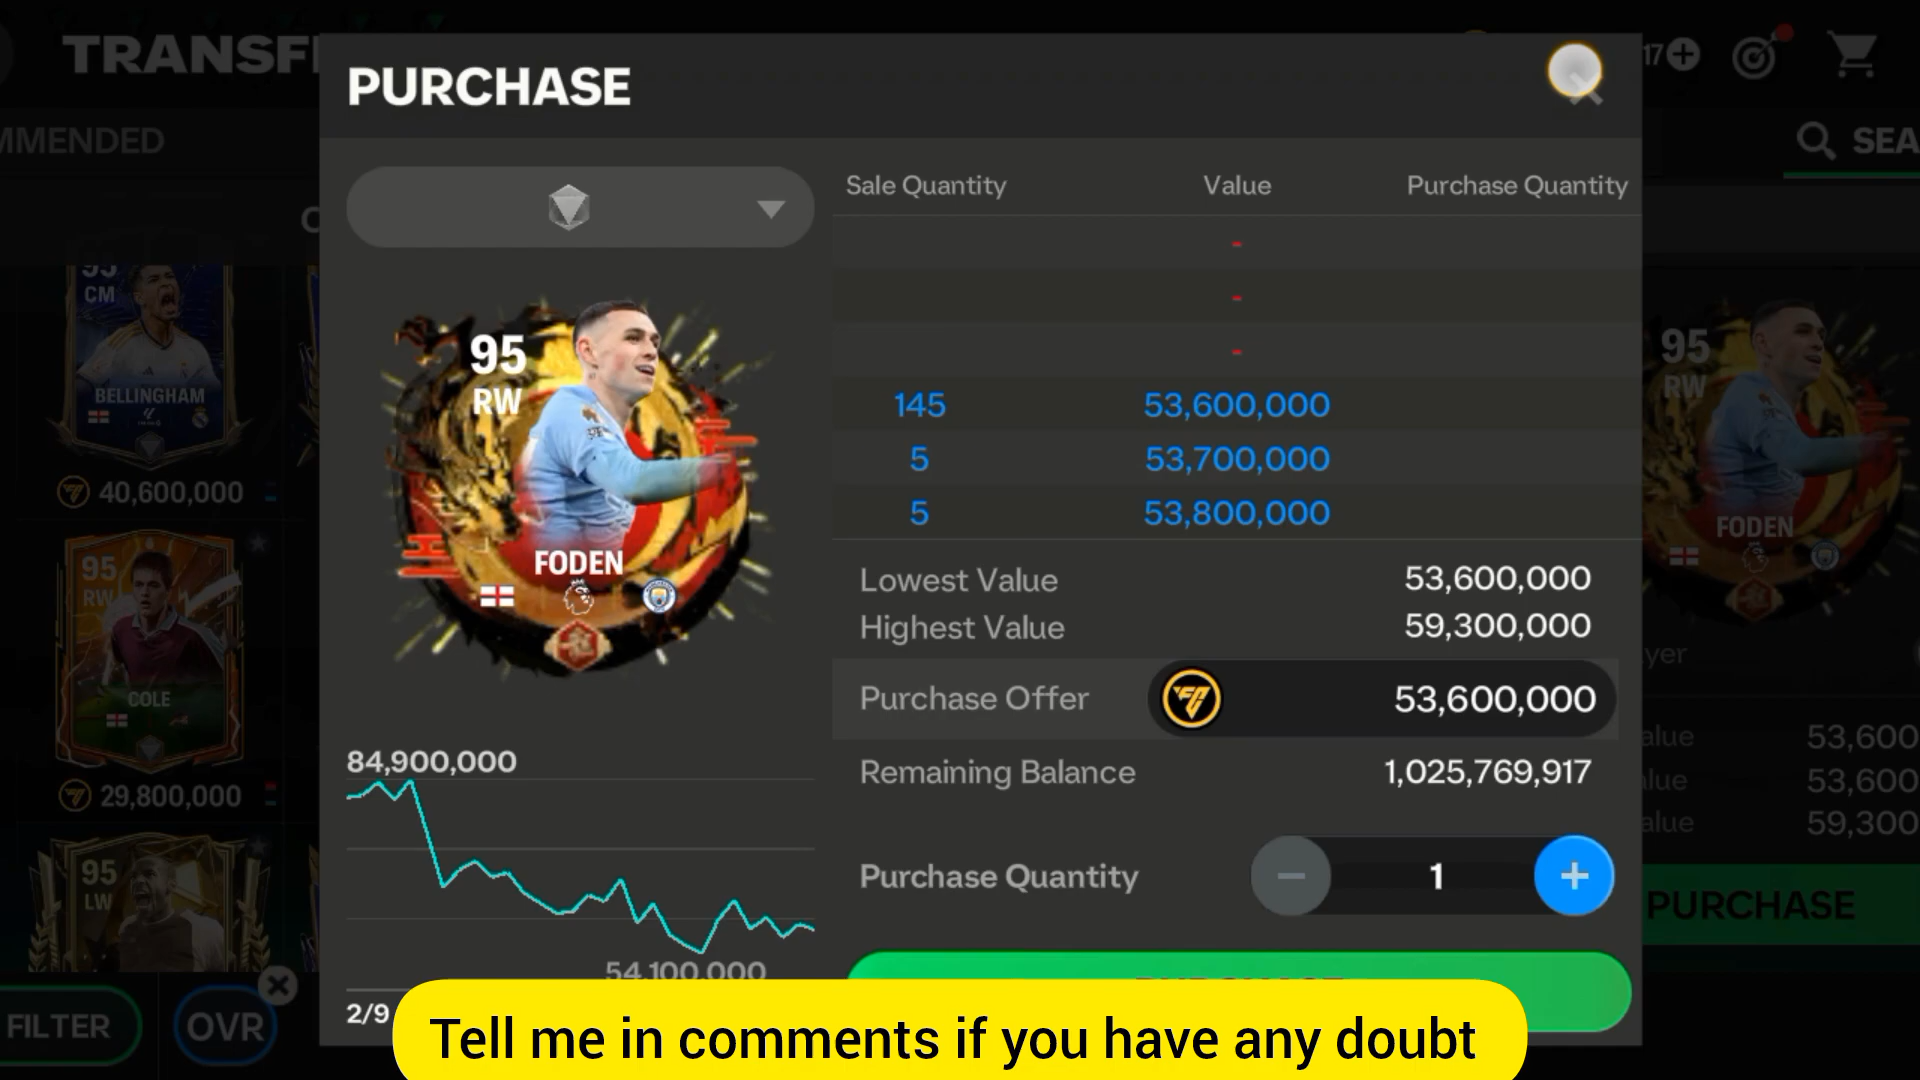 TRANSF
PURCHASE
17
MMENDED
SEA
Sale Quantity
Value
Purchase Quantity
95
CM
BELLINGHAM
40,600,000
95
RW
COLE
29,800,000
95
LW
FILTER
OVR
95
RW
FODEN
84,900,000
54,100,000
2/9
-
-
-
145 53,600,000
5 53,700,000
5 53,800,000
Lowest Value 53,600,000
Highest Value 59,300,000
Purchase Offer 53,600,000
Remaining Balance 1,025,769,917
Purchase Quantity - 1 +
95
RW
FODEN
yer
alue 53,600
lue 53,600
alue 59,300
PURCHASE
Tell me in comments if you have any doubt